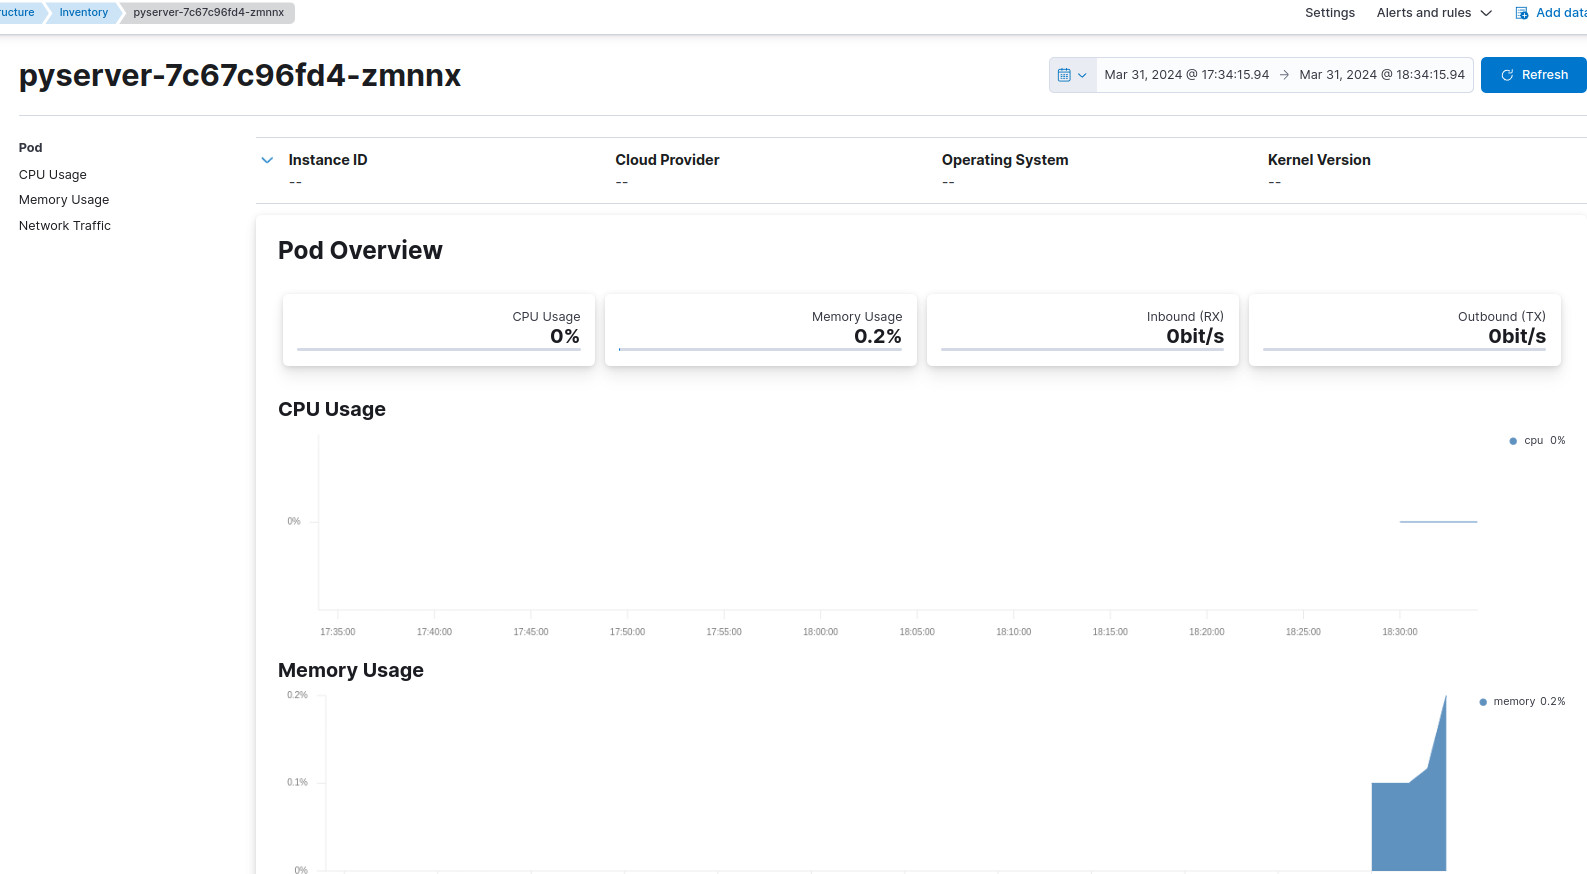 ructure Inventory pyserver-7c67c96fd4-zmnnx Settings Alerts and rules Add data
pyserver-7c67c96fd4-zmnnx
Mar 31, 2024 @ 17:34:15.94 → Mar 31, 2024 @ 18:34:15.94 Refresh
Pod
CPU Usage
Memory Usage
Network Traffic
Instance ID Cloud Provider Operating System Kernel Version
-- -- -- --
Pod Overview
CPU Usage Memory Usage Inbound (RX) Outbound (TX)
0% 0.2% 0bit/s 0bit/s
CPU Usage
cpu 0%
0%
17:35:00 17:40:00 17:45:00 17:50:00 17:55:00 18:00:00 18:05:00 18:10:00 18:15:00 18:20:00 18:25:00 18:30:00
Memory Usage
0.2%
memory 0.2%
0.1%
0%